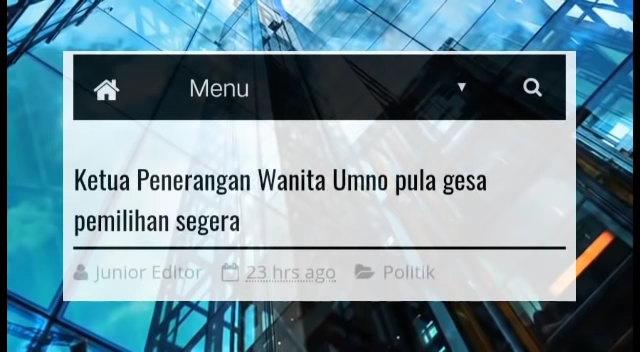 Menu
Ketua Penerangan Wanita Umno pula gesa
pemilihan segera
Junior Editor 23 hrs ago Politik